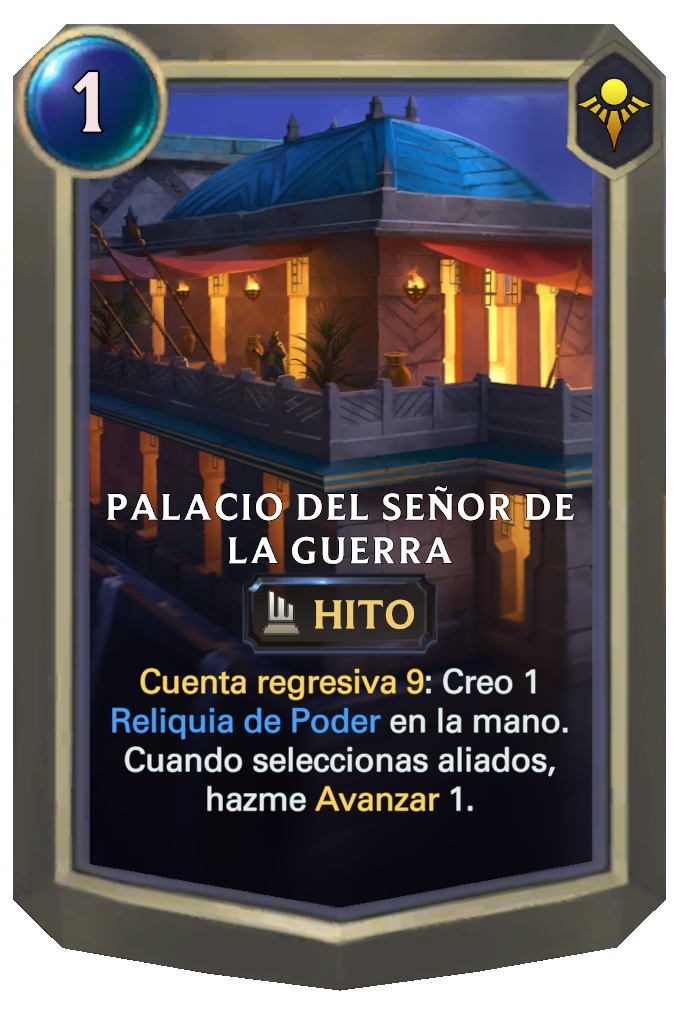 1
PALACIO DEL SEÑOR DE
LA GUERRA
HITO
Cuenta regresiva 9: Creo 1
Reliquia de Poder en la mano.
Cuando seleccionas aliados,
hazme Avanzar 1.